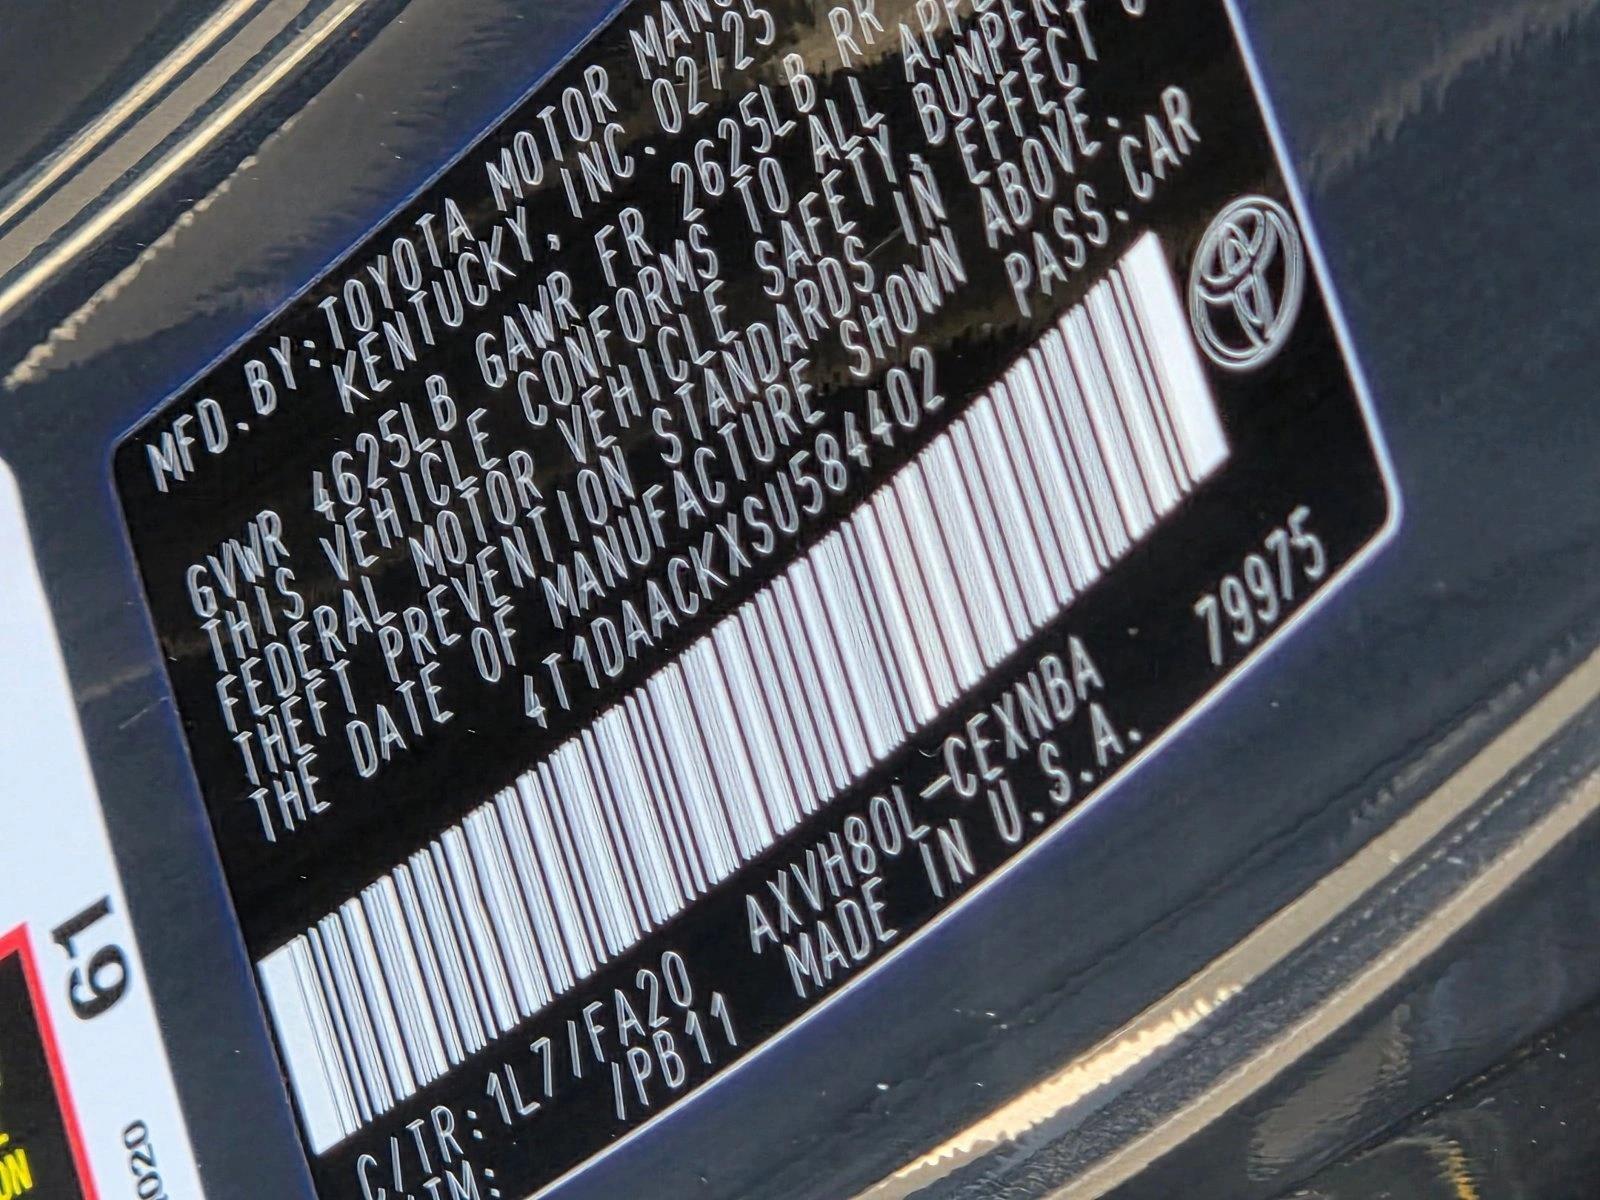 MFD.BY:TOYOTA MOTOR
KENTUCKY, INC. 02/25
GVWR 4625LB GAWR FR 2625LB RR
THIS VEHICLE CONFORMS TO ALL
FEDERAL MOTOR VEHICLE SAFETY, BUMPER,
THEFT PREVENTION STANDARDS IN EFFECT
THE DATE OF MANUFACTURE SHOWN ABOVE.
4T1DAACKXSU584402 PASS.CAR
C/TR:1L7/FA20 AXVH80L-CEXNBA 79975
/PB11 MADE IN U.S.A.
61